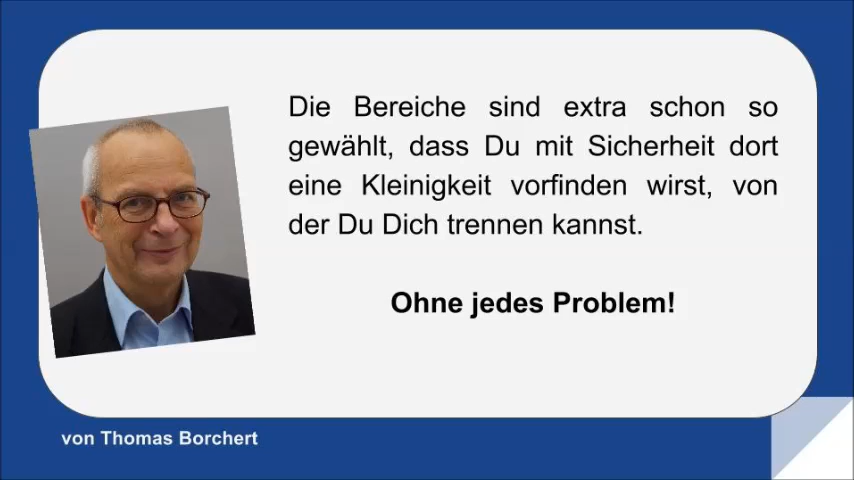 Die Bereiche sind extra schon so
gewählt, dass Du mit Sicherheit dort
eine Kleinigkeit vorfinden wirst, von
der Du Dich trennen kannst.
Ohne jedes Problem!
von Thomas Borchert